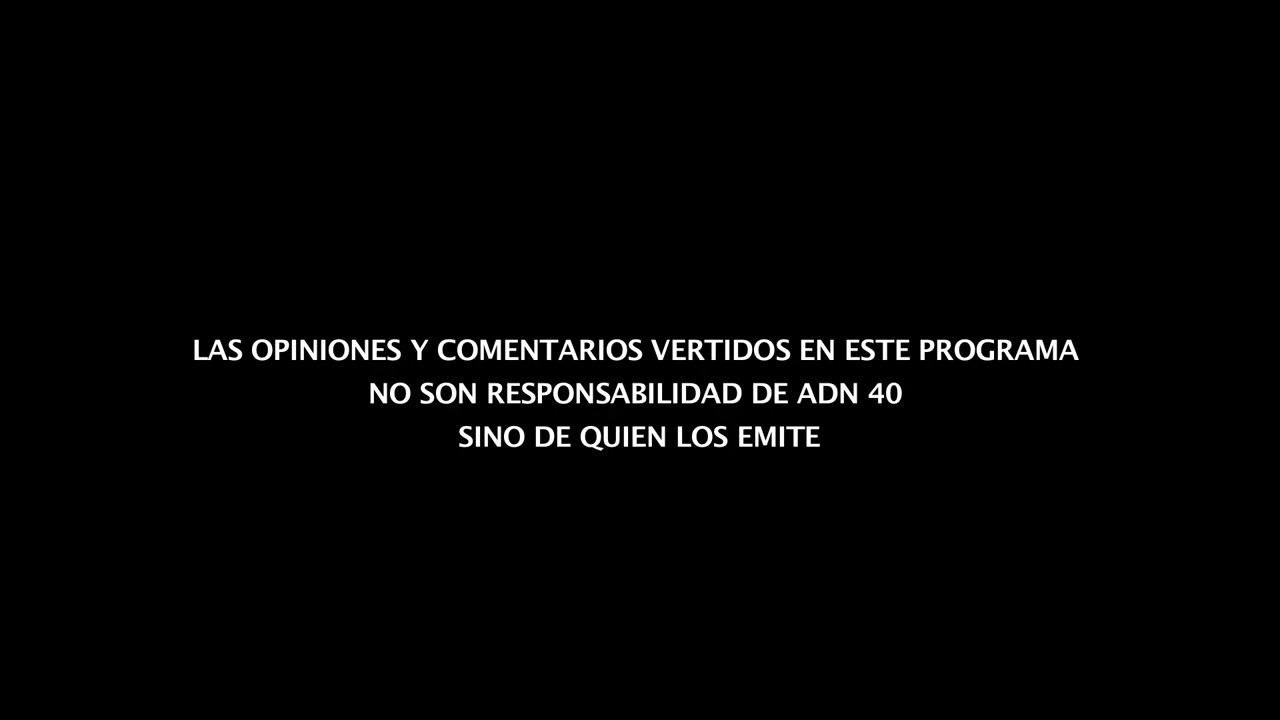 LAS OPINIONES Y COMENTARIOS VERTIDOS EN ESTE PROGRAMA
NO SON RESPONSABILIDAD DE ADN 40
SINO DE QUIEN LOS EMITE